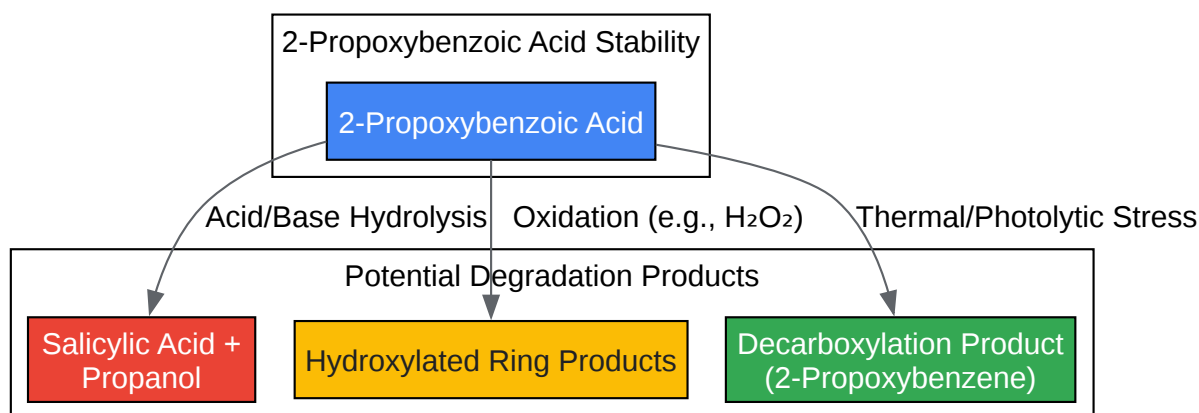 2-Propoxybenzoic Acid Stability
2-Propoxybenzoic Acid
Acid/Base Hydrolysis
Oxidation (e.g., H₂O₂)
Thermal/Photolytic Stress
Potential Degradation Products
Salicylic Acid +
Propanol
Hydroxylated Ring Products
Decarboxylation Product
(2-Propoxybenzene)